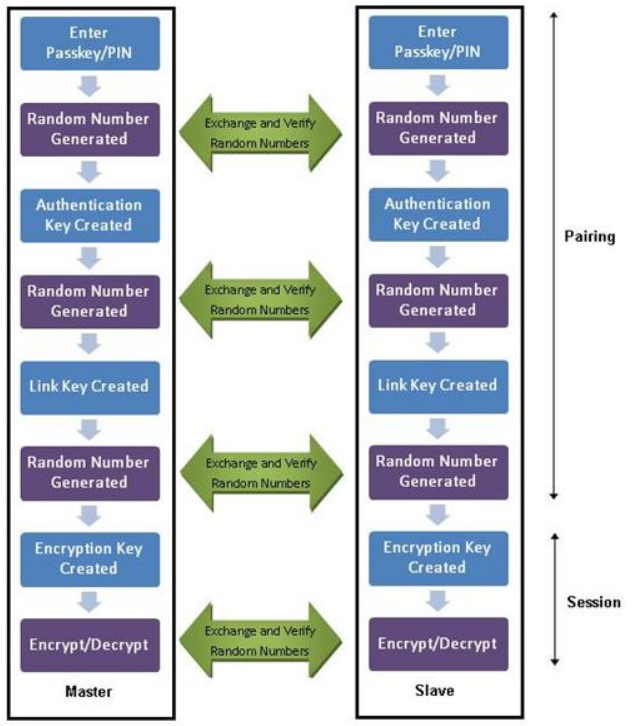 Enter
Passkey/PIN
Enter
Passkey/PIN
Random Number
Generated
Exchange and Verify
Random Numbers
Random Number
Generated
Authentication
Key Created
Authentication
Key Created
Pairing
Random Number
Generated
Exchange and Verify
Random Numbers
Random Number
Generated
Link Key Created
Link Key Created
Random Number
Generated
Exchange and Verify
Random Numbers
Random Number
Generated
Encryption Key
Created
Encryption Key
Created
Session
Encrypt/Decrypt
Exchange and Verify
Random Numbers
Encrypt/Decrypt
Master
Slave